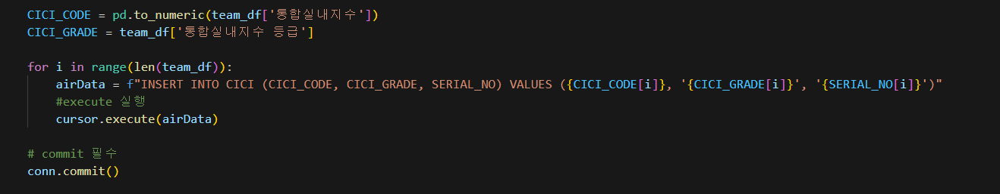 CICI_CODE = pd.to_numeric(team_df['통합실내지수'])
CICI_GRADE = team_df['통합실내지수 등급']
for i in range(len(team_df)):
airData = f"INSERT INTO CICI (CICI_CODE, CICI_GRADE, SERIAL_NO) VALUES ({CICI_CODE[i]}, '{CICI_GRADE[i]}', '{SERIAL_NO[i]}')"
#execute 실행
cursor.execute(airData)
# commit 필수
conn.commit()